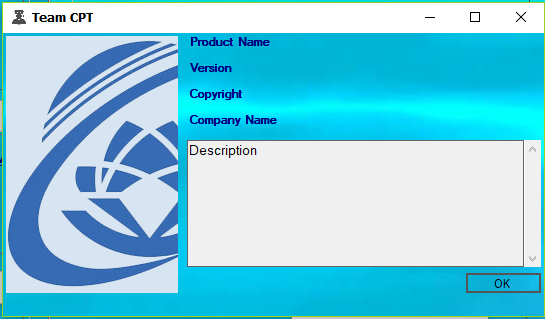 Team CPT
Product Name
Version
Copyright
Company Name
Description
OK